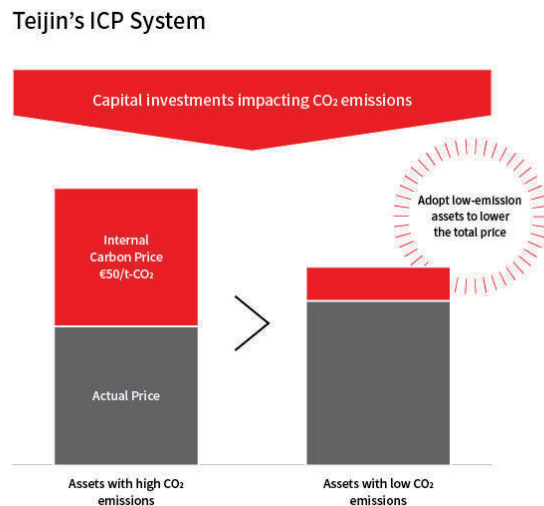 Teijin's ICP System
Capital investments impacting CO₂ emissions
Adopt low-emission
assets to lower
the total price
Internal
Carbon Price
€50/t-CO₂
Actual Price
Assets with high CO₂
emissions
Assets with low CO₂
emissions